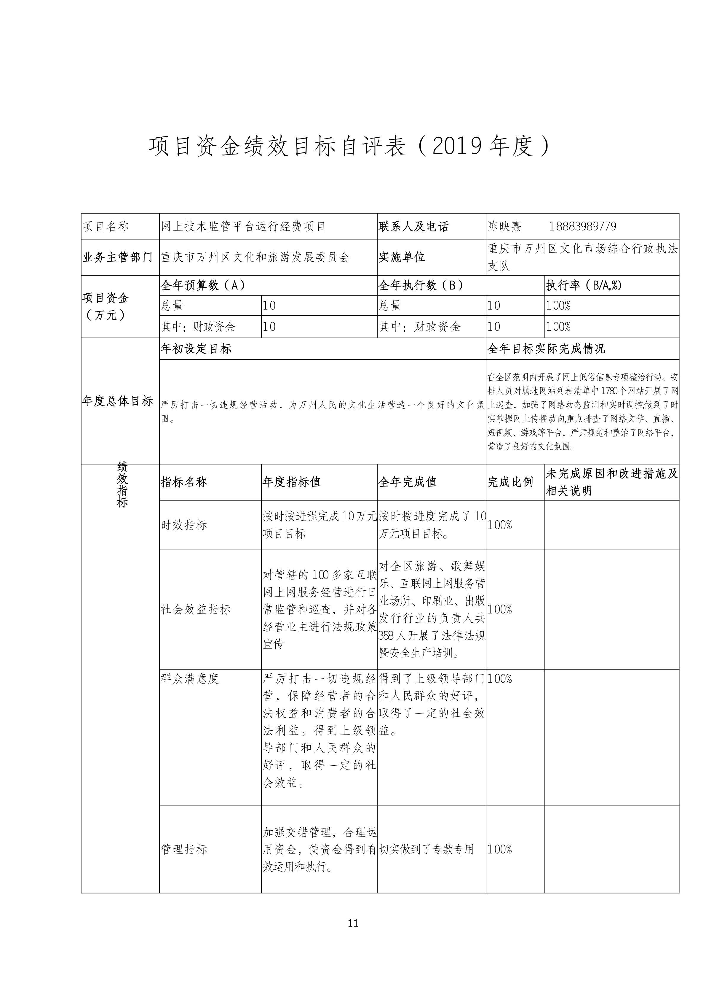 项目资金绩效目标自评表（2019 年度）
项目名称 网上技术监管平台运行经费项目 联系人及电话 陈映熹 18883989779
业务主管部门 重庆市万州区文化和旅游发展委员会 实施单位 重庆市万州区文化市场综合行政执法
支队
项目资金
（万元）
全年预算数（A） 全年执行数（B） 执行率（B/A,%)
总量 10 总量 10 100%
其中：财政资金 10 其中：财政资金 10 100%
年度总体目标
年初设定目标 全年目标实际完成情况
严厉打击一切违规经营活动，为万州人民的文化生活营造一个良好的文化氛
围。
在全区范围内开展了网上低俗信息专项整治行动。安
排人员对属地网站列表清单中 1780 个网站开展了网
上巡查，加强了网络动态监测和实时调控,做到了时
实掌握网上传播动向,重点排查了网络文学、直播、
短视频、游戏等平台，严肃规范和整治了网络平台，
营造了良好的文化氛围。
绩
效
指
标
指标名称 年度指标值 全年完成值 完成比例 未完成原因和改进措施及
相关说明
时效指标
按时按进程完成 10 万元
项目目标
按时按进度完成了 10
万元项目目标。
100%
社会效益指标
对管辖的 100 多家互联
网上网服务经营进行日
常监管和巡查，并对各
经营业主进行法规政策
宣传
对全区旅游、歌舞娱
乐、互联网上网服务营
业场所、印刷业、出版
发行行业的负责人共
358 人开展了法律法规
暨安全生产培训。
100%
群众满意度
严厉打击一切违规经
营，保障经营者的合
法权益和消费者的合
法利益。得到上级领
导部门和人民群众的
好评，取得一定的社
会效益。
得到了上级领导部门
和人民群众的好评，
取得了一定的社会效
益。
100%
管理指标
加强交错管理，合理运
用资金，使资金得到有
效运用和执行。
切实做到了专款专用
100%
11